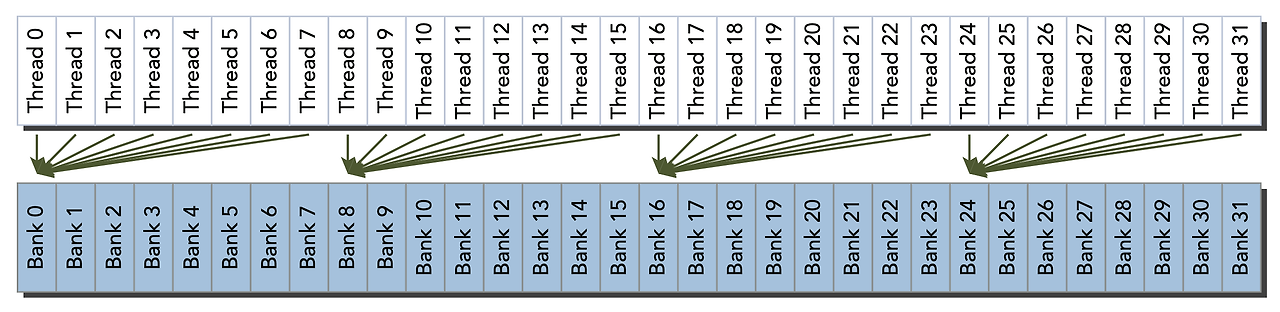 Thread 0
Thread 1
Thread 2
Thread 3
Thread 4
Thread 5
Thread 6
Thread 7
Thread 8
Thread 9
Thread 10
Thread 11
Thread 12
Thread 13
Thread 14
Thread 15
Thread 16
Thread 17
Thread 18
Thread 19
Thread 20
Thread 21
Thread 22
Thread 23
Thread 24
Thread 25
Thread 26
Thread 27
Thread 28
Thread 29
Thread 30
Thread 31
Bank 0
Bank 1
Bank 2
Bank 3
Bank 4
Bank 5
Bank 6
Bank 7
Bank 8
Bank 9
Bank 10
Bank 11
Bank 12
Bank 13
Bank 14
Bank 15
Bank 16
Bank 17
Bank 18
Bank 19
Bank 20
Bank 21
Bank 22
Bank 23
Bank 24
Bank 25
Bank 26
Bank 27
Bank 28
Bank 29
Bank 30
Bank 31